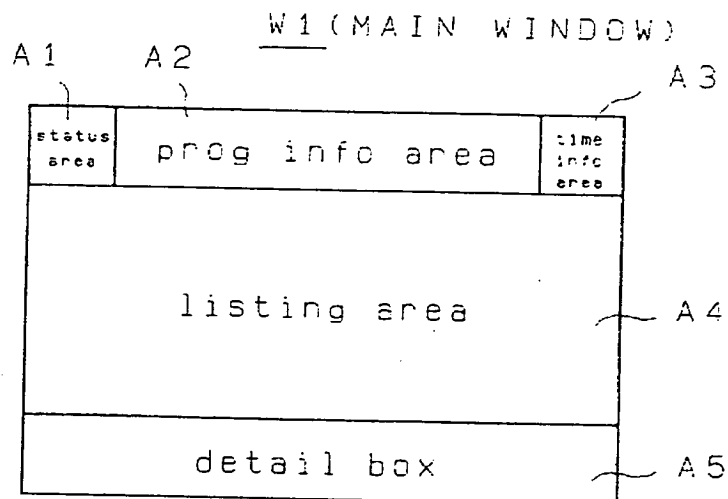 W1(MAIN WINDOW)
A1
A2
A3
status
area
prog info area
time
info
area
listing area
A4
detail box
A5